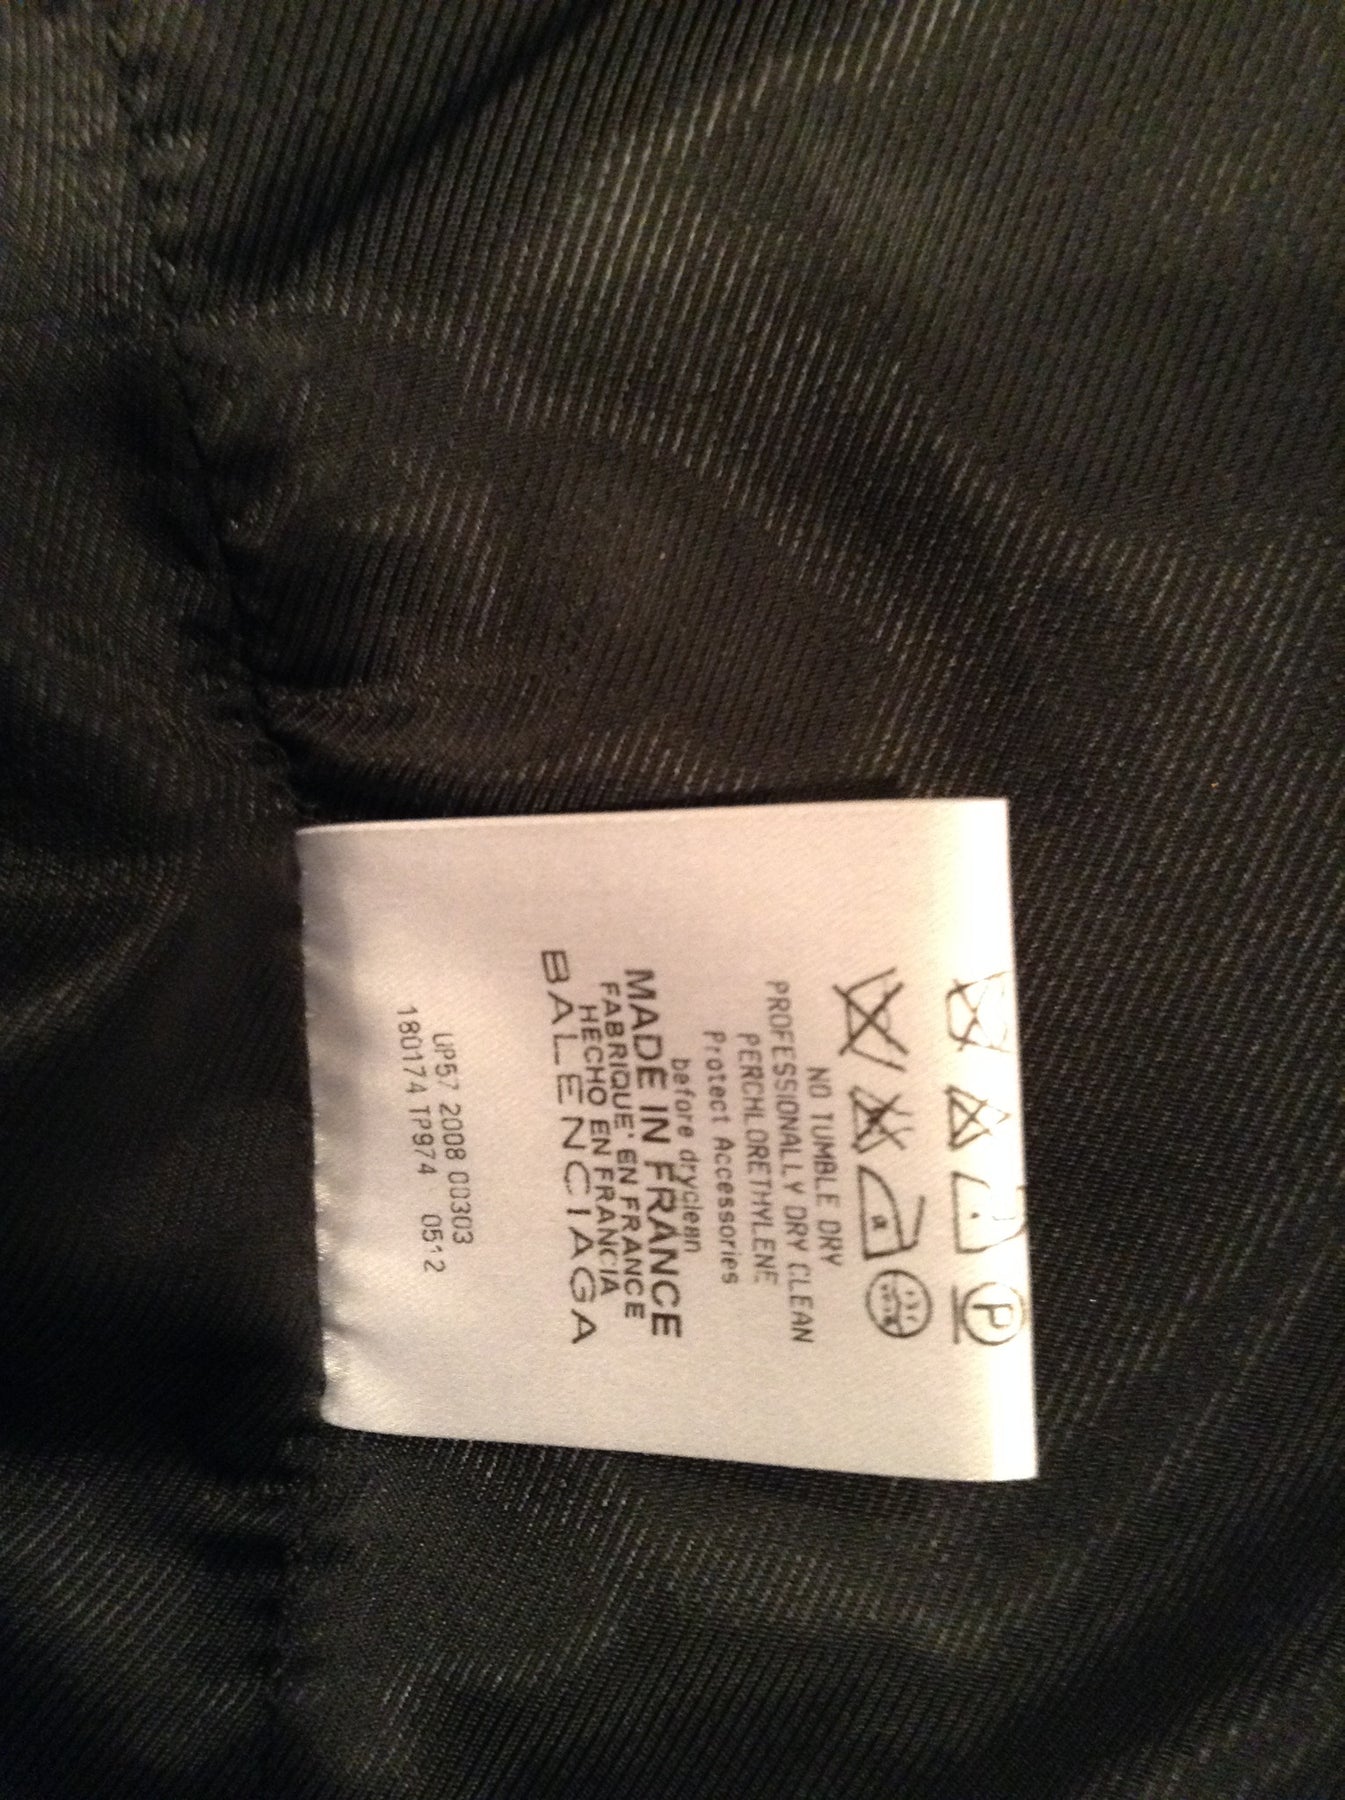 P
NO TUMBLE DRY
PROFESSIONALLY DRY CLEAN
PERCHLORETHYLENE
Protect Accessories
before dryclean
MADE IN FRANCE
FABRIQUE' EN FRANCE
HECHO EN FRANCIA
BALENCIAGA
UP57 2008 00303
180174 TP974 0512